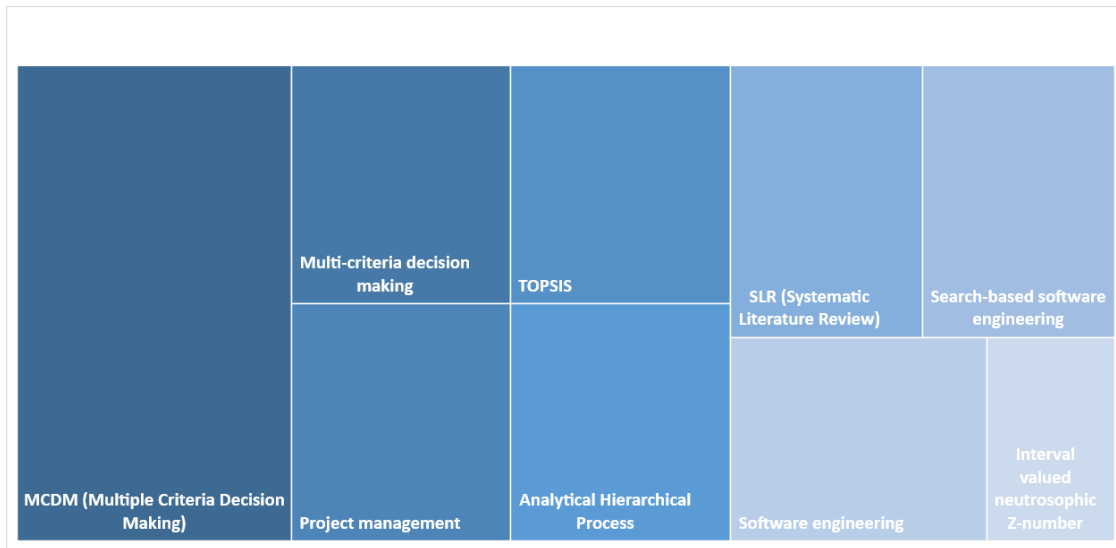 MCDM (Multiple Criteria Decision
Making)
Multi-criteria decision
making
Project management
TOPSIS
Analytical Hierarchical
Process
SLR (Systematic
Literature Review)
Search-based software
engineering
Software engineering
Interval
valued
neutrosophic
Z-number